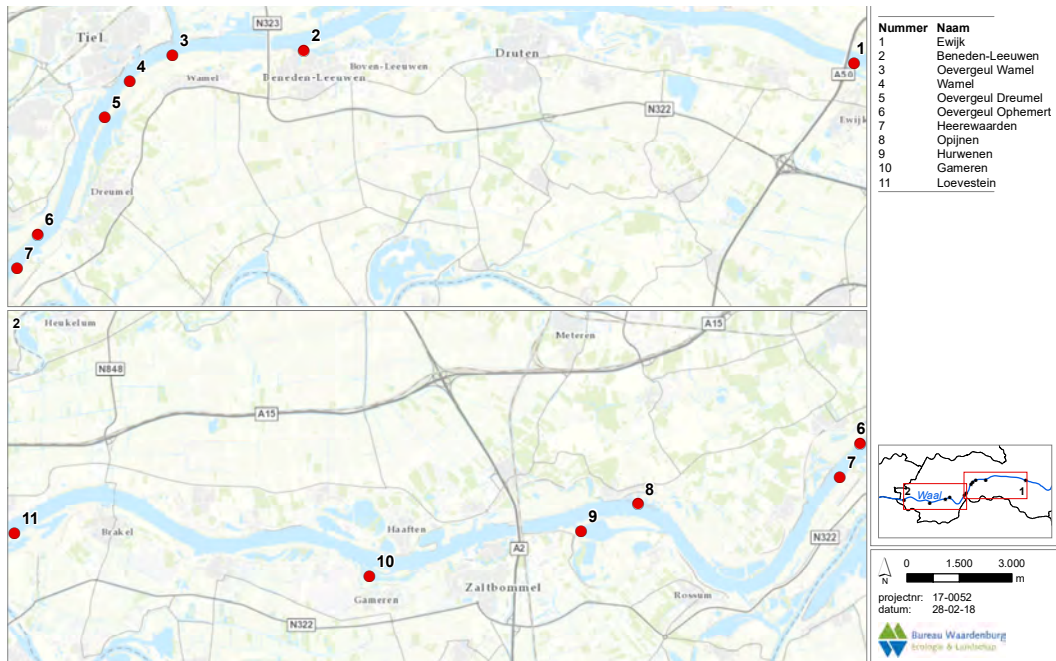 N323
Tiel
3
2
Druten
1
Wamel
Beneden-Leeuwen
Boven-Leeuwen
A50
4
5
N322
Ewijk
Dreumel
6
7
Nummer Naam
1 Ewijk
2 Beneden-Leeuwen
3 Oevergeul Wamel
4 Wamel
5 Oevergeul Dreumel
6 Oevergeul Ophemert
7 Heerewaarden
8 Opijnen
9 Hurwenen
10 Gameren
11 Loevestein
2
Heukelum
A15
Meteren
N848
A15
6
7
8
11
Brakel
Haaften
9
N322
10
A2
Zaltbommel
Gameren
Rossum
N322
2 Waal 1
N
0 1.500 3.000
m
projectnr: 17-0052
datum: 28-02-18
Bureau Waardenburg
Ecologie & Landschap